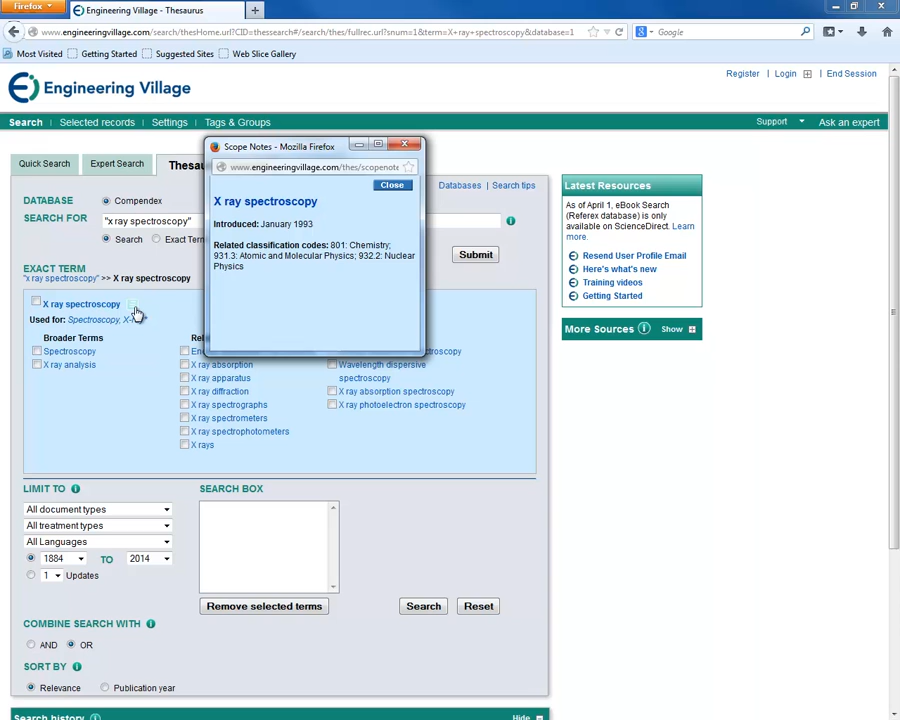 Firefox
Engineering Village - Thesaurus
www.engineeringvillage.com/search/thesHome.url?CID=thessearch#/search/thes/fullrec.url?snum=1&term=X+ray+spectroscopy&database=1
Google
Most Visited
Getting Started
Suggested Sites
Web Slice Gallery
Engineering Village
Register
Login
End Session
Search
Selected records
Settings
Tags & Groups
Support
Ask an expert
Quick Search
Expert Search
Thesau
Databases
Search tips
DATABASE
Compendex
SEARCH FOR
"x ray spectroscopy"
Search
Exact Term
Submit
EXACT TERM
"x ray spectroscopy" >> X ray spectroscopy
X ray spectroscopy
Used for: Spectroscopy, X-
Broader Terms
Spectroscopy
X ray analysis
Rel
En
X ray absorption
X ray apparatus
X ray diffraction
X ray spectrographs
X ray spectrometers
X ray spectrophotometers
X rays
Wavelength dispersive
spectroscopy
X ray absorption spectroscopy
X ray photoelectron spectroscopy
Scope Notes - Mozilla Firefox
www.engineeringvillage.com/thes/scopenote
Close
X ray spectroscopy
Introduced: January 1993
Related classification codes: 801: Chemistry;
931.3: Atomic and Molecular Physics; 932.2: Nuclear
Physics
Latest Resources
As of April 1, eBook Search
(Referex database) is only
available on ScienceDirect. Learn
more.
Resend User Profile Email
Here's what's new
Training videos
Getting Started
More Sources
Show
LIMIT TO
All document types
All treatment types
All Languages
1884
TO
2014
1
Updates
SEARCH BOX
Remove selected terms
Search
Reset
COMBINE SEARCH WITH
AND
OR
SORT BY
Relevance
Publication year
Search history
Hide